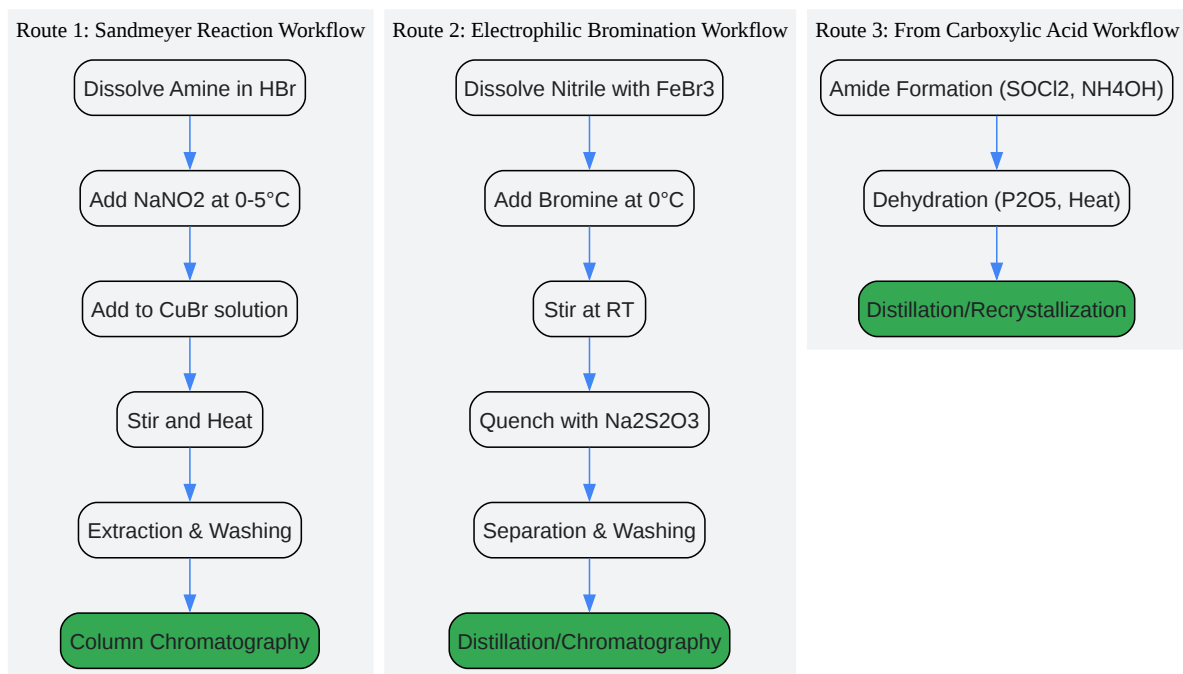 Route 1: Sandmeyer Reaction Workflow
Dissolve Amine in HBr
Add NaNO2 at 0-5°C
Add to CuBr solution
Stir and Heat
Extraction & Washing
Column Chromatography
Route 2: Electrophilic Bromination Workflow
Dissolve Nitrile with FeBr3
Add Bromine at 0°C
Stir at RT
Quench with Na2S2O3
Separation & Washing
Distillation/Chromatography
Route 3: From Carboxylic Acid Workflow
Amide Formation (SOCl2, NH4OH)
Dehydration (P2O5, Heat)
Distillation/Recrystallization